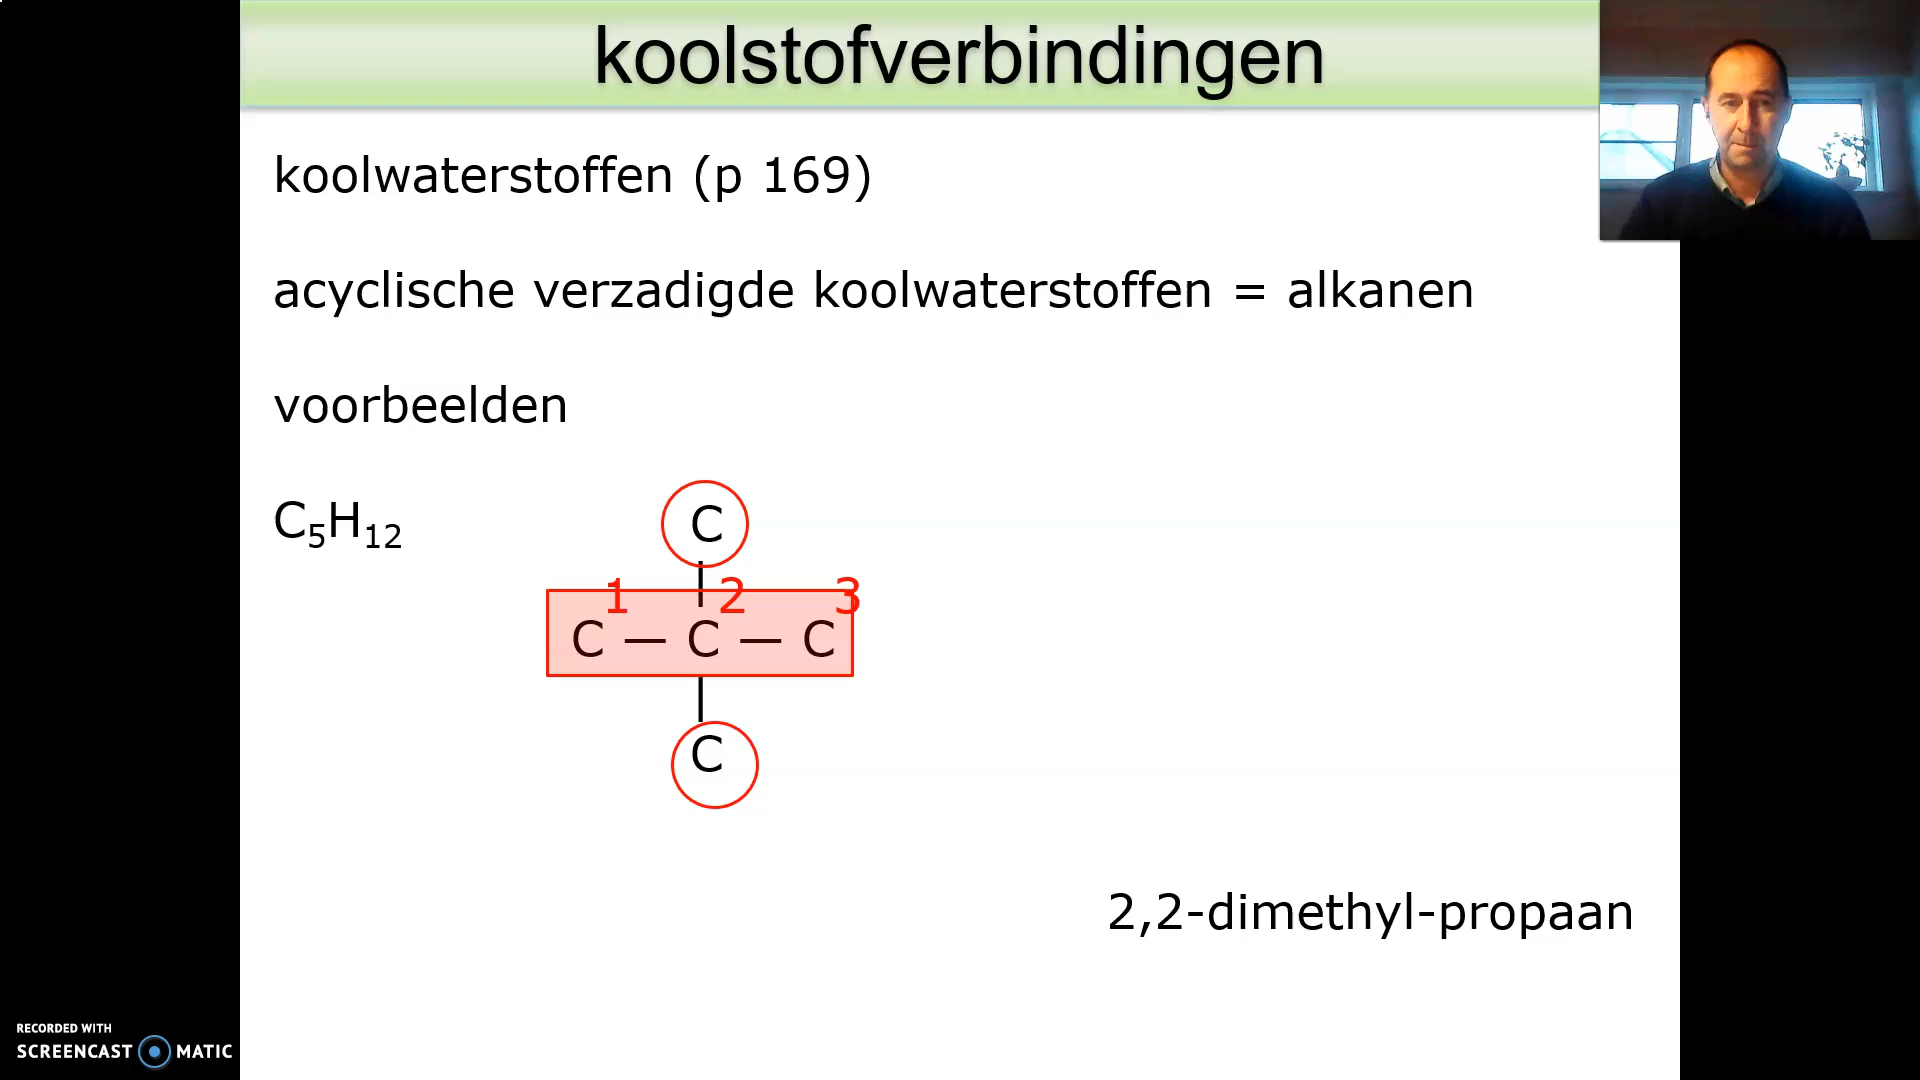 koolstofverbindingen
koolwaterstoffen (p 169)
acyclische verzadigde koolwaterstoffen = alkanen
voorbeelden
C₅H₁₂
C
1 2 3
C — C — C
C
2,2-dimethyl-propaan
RECORDED WITH
SCREENCAST MATIC